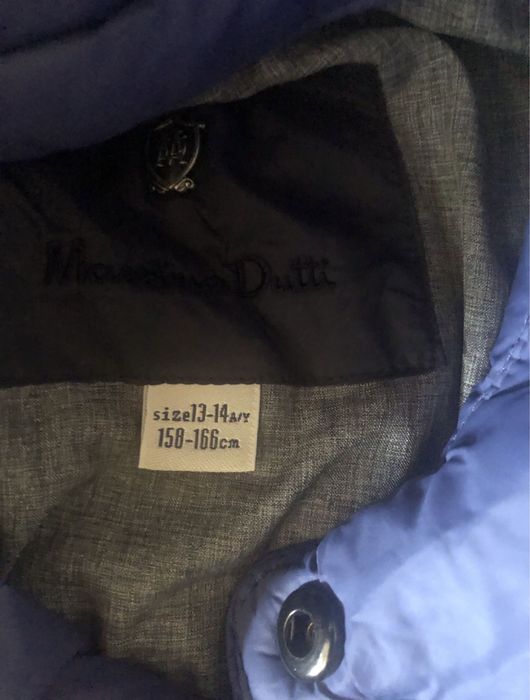 Massimo Dutti
size13-14A/Y
158-166cm